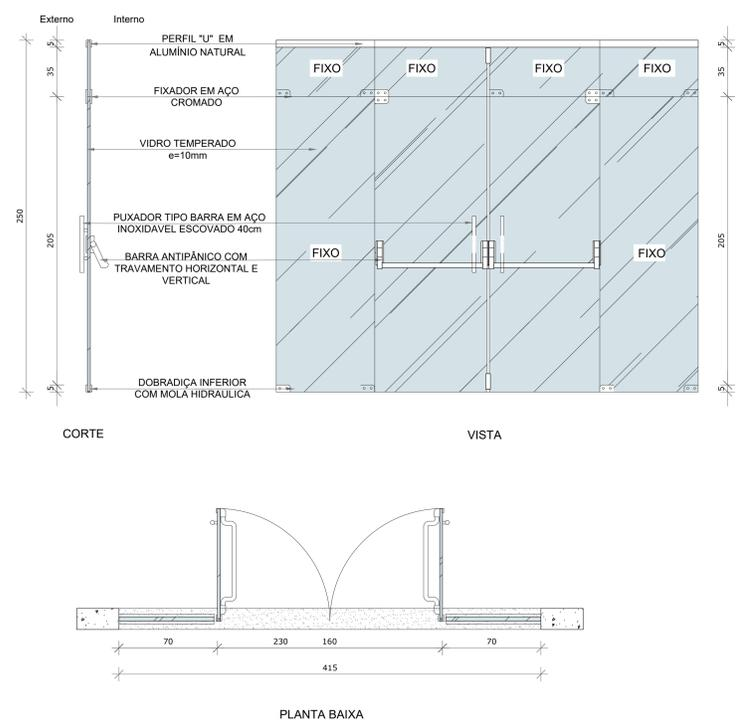 Externo Interno
PERFIL "U" EM
ALUMÍNIO NATURAL
FIXADOR EM AÇO
CROMADO
VIDRO TEMPERADO
e=10mm
PUXADOR TIPO BARRA EM AÇO
INOXIDAVEL ESCOVADO 40cm
BARRA ANTIPÂNICO COM
TRAVAMENTO HORIZONTAL E
VERTICAL
DOBRADIÇA INFERIOR
COM MOLA HIDRAULICA
250
5
35
205
5
FIXO FIXO FIXO FIXO
FIXO FIXO
5
35
205
5
CORTE VISTA
70 230 160 70
415
PLANTA BAIXA